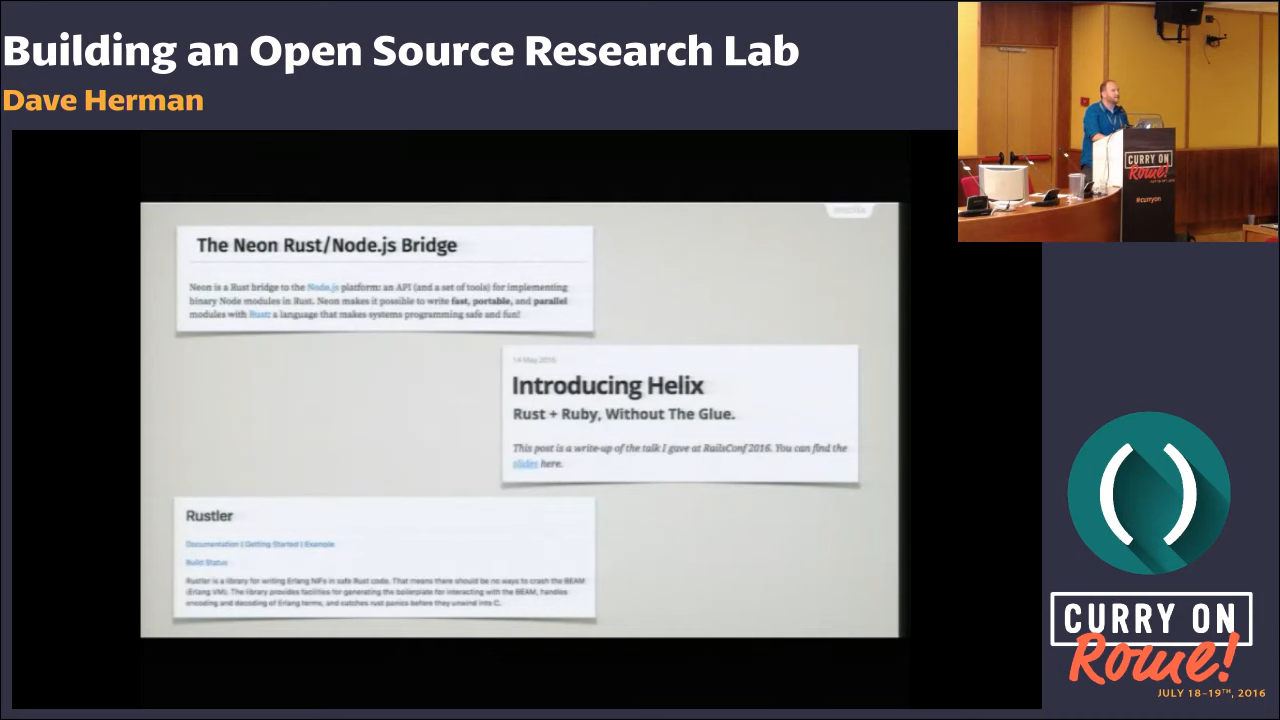 Building an Open Source Research Lab
Dave Herman
mozilla
The Neon Rust/Node.js Bridge
Neon is a Rust bridge to the Node.js platform: an API (and a set of tools) for implementing
binary Node modules in Rust. Neon makes it possible to write fast, portable, and parallel
modules with Rust: a language that makes systems programming safe and fun!
14 May 2016
Introducing Helix
Rust + Ruby, Without The Glue.
This post is a write-up of the talk I gave at RailsConf 2016. You can find the
slides here.
Rustler
Documentation | Getting Started | Example
Build Status
Rustler is a library for writing Erlang NIFs in safe Rust code. That means there should be no ways to crash the BEAM
(Erlang VM). The library provides facilities for generating the boilerplate for interacting with the BEAM, handles
encoding and decoding of Erlang terms, and catches rust panics before they unwind into C.
CURRY ON
Rome!
#curryon
( )
CURRY ON
Rome!
JULY 18-19TH, 2016